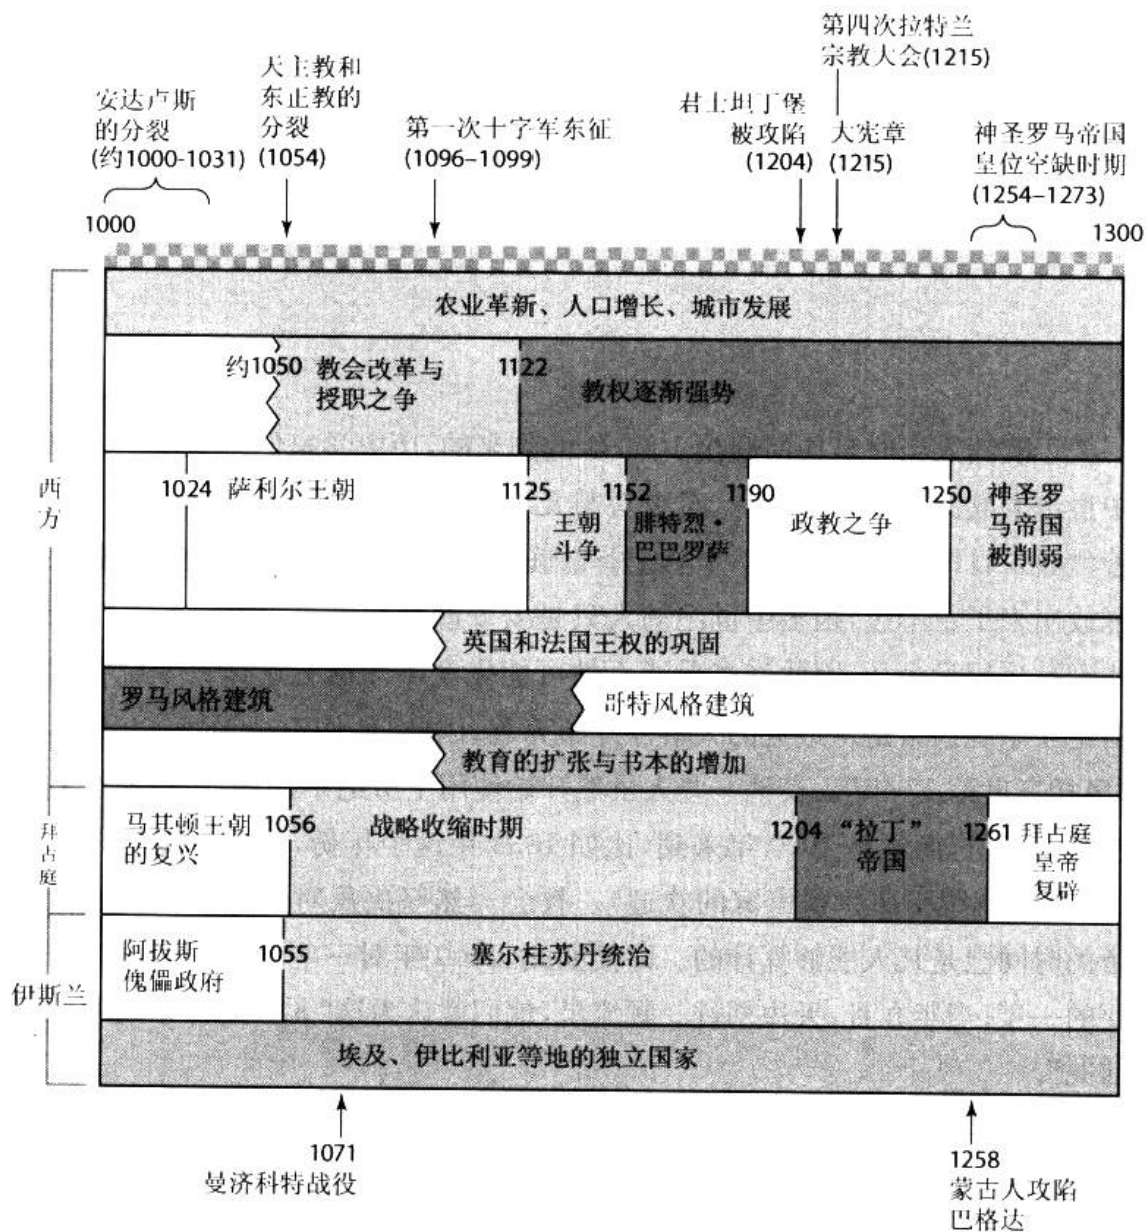 第四次拉特兰
宗教大会(1215)
天主教和
东正教的
分裂
(1054)
安达卢斯
的分裂
(约1000-1031)
第一次十字军东征
(1096–1099)
君士坦丁堡
被攻陷
(1204)
大宪章
(1215)
神圣罗马帝国
皇位空缺时期
(1254–1273)
1000
1300
西方
农业革新、人口增长、城市发展
约1050
教会改革与
授职之争
1122
教权逐渐强势
1024
萨利尔王朝
1125
王朝
斗争
1152
腓特烈·
巴巴罗萨
1190
政教之争
1250
神圣罗
马帝国
被削弱
英国和法国王权的巩固
罗马风格建筑
哥特风格建筑
教育的扩张与书本的增加
拜占庭
马其顿王朝
的复兴
1056
战略收缩时期
1204
“拉丁”
帝国
1261
拜占庭
皇帝
复辟
伊斯兰
阿拔斯
傀儡政府
1055
塞尔柱苏丹统治
埃及、伊比利亚等地的独立国家
1071
曼济科特战役
1258
蒙古人攻陷
巴格达